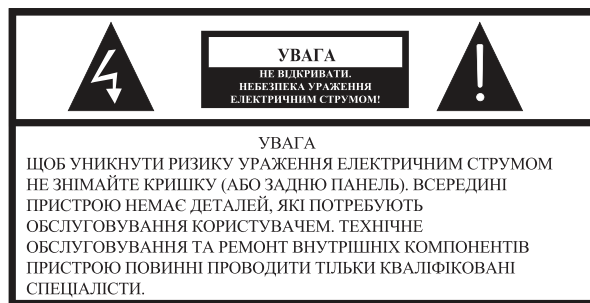 УВАГА
НЕ ВІДКРИВАТИ.
НЕБЕЗПЕКА УРАЖЕННЯ
ЕЛЕКТРИЧНИМ СТРУМОМ!
УВАГА
ЩОБ УНИКНУТИ РИЗИКУ УРАЖЕННЯ ЕЛЕКТРИЧНИМ СТРУМОМ
НЕ ЗНІМАЙТЕ КРИШКУ (АБО ЗАДНЮ ПАНЕЛЬ). ВСЕРЕДИНІ
ПРИСТРОЮ НЕМАЄ ДЕТАЛЕЙ, ЯКІ ПОТРЕБУЮТЬ
ОБСЛУГОВУВАННЯ КОРИСТУВАЧЕМ. ТЕХНІЧНЕ
ОБСЛУГОВУВАННЯ ТА РЕМОНТ ВНУТРІШНІХ КОМПОНЕНТІВ
ПРИСТРОЮ ПОВИННІ ПРОВОДИТИ ТІЛЬКИ КВАЛІФІКОВАНІ
СПЕЦІАЛІСТИ.